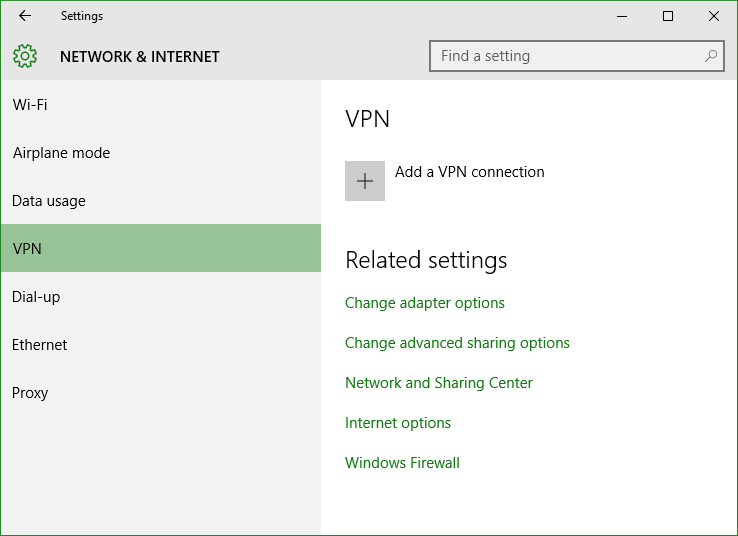 Settings
NETWORK & INTERNET
Find a setting
Wi-Fi
Airplane mode
Data usage
VPN
Dial-up
Ethernet
Proxy
VPN
Add a VPN connection
Related settings
Change adapter options
Change advanced sharing options
Network and Sharing Center
Internet options
Windows Firewall